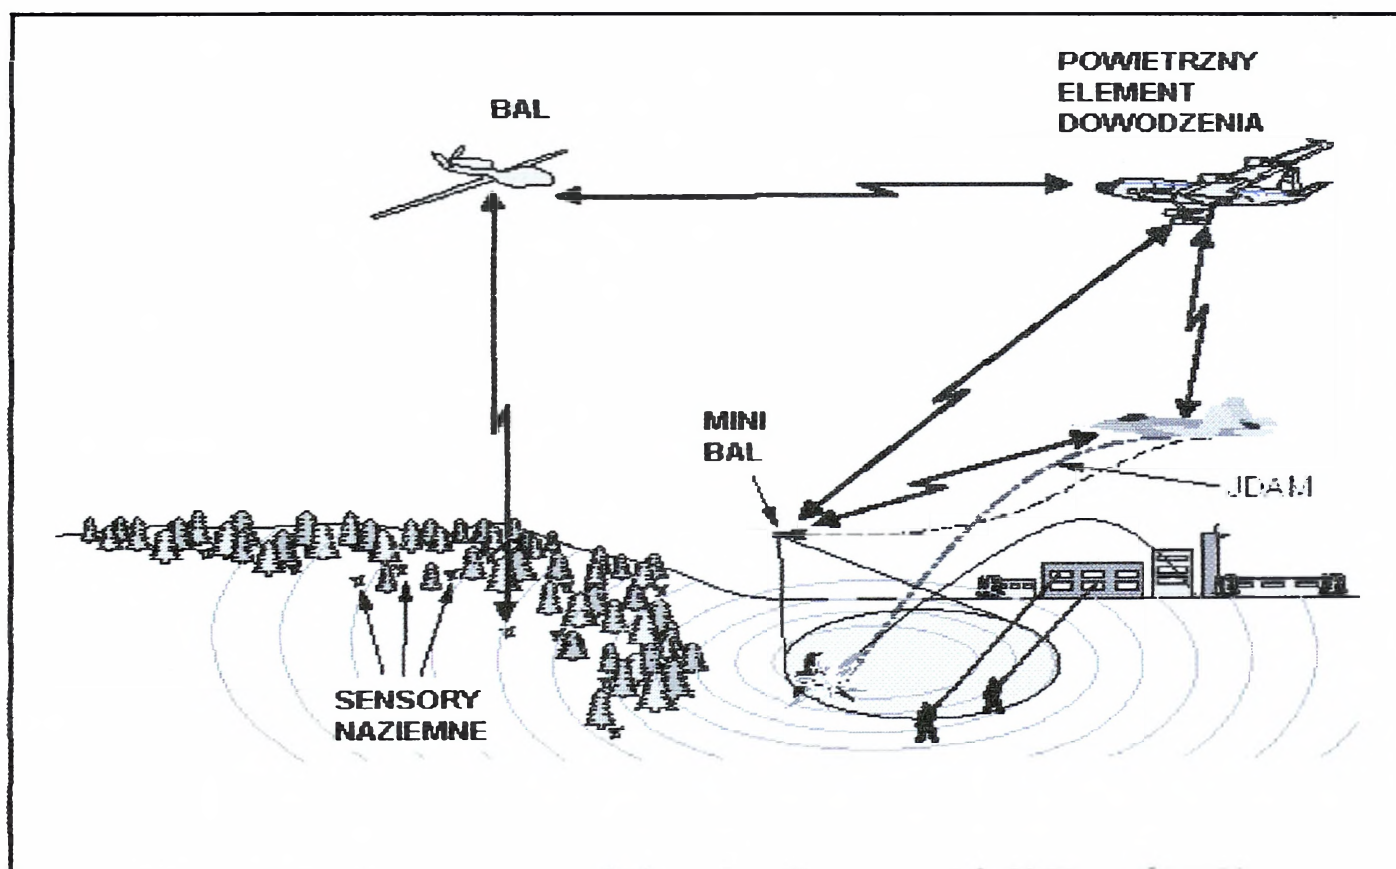 POWIETRZNY
ELEMENT
DOWODZENIA
BAL
MINI
BAL
JDAM
SENSORY
NAZIEMNE